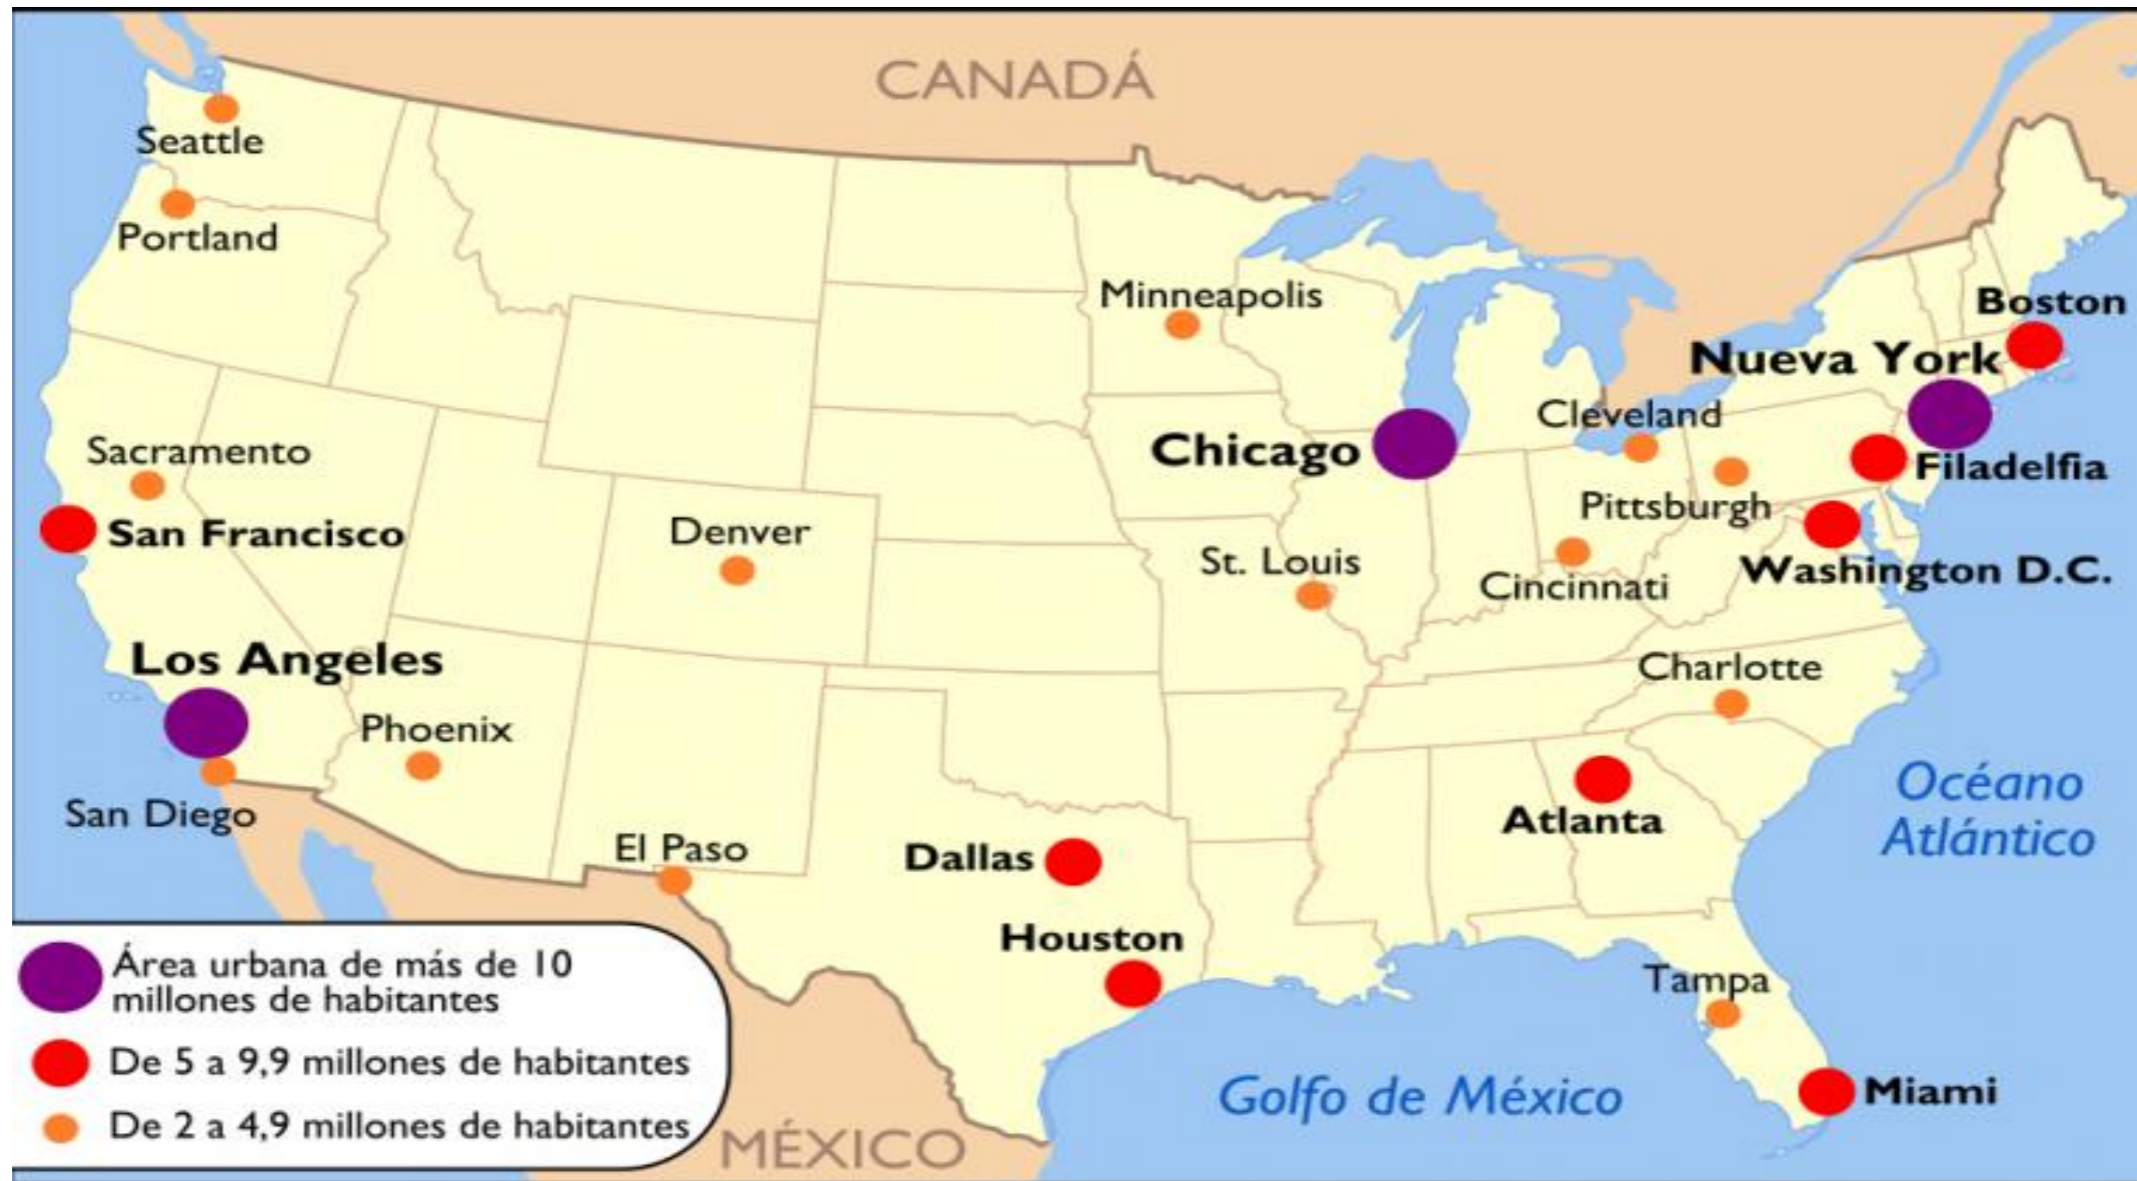 CANADÁ
Seattle
Portland
Minneapolis
Boston
Nueva York
Cleveland
Sacramento
Chicago
Filadelfia
San Francisco
Denver
Pittsburgh
St. Louis
Cincinnati
Washington D.C.
Los Angeles
Charlotte
Phoenix
San Diego
El Paso
Dallas
Atlanta
Océano
Atlántico
Houston
Tampa
Miami
Golfo de México
MÉXICO
Área urbana de más de 10
millones de habitantes
De 5 a 9,9 millones de habitantes
De 2 a 4,9 millones de habitantes